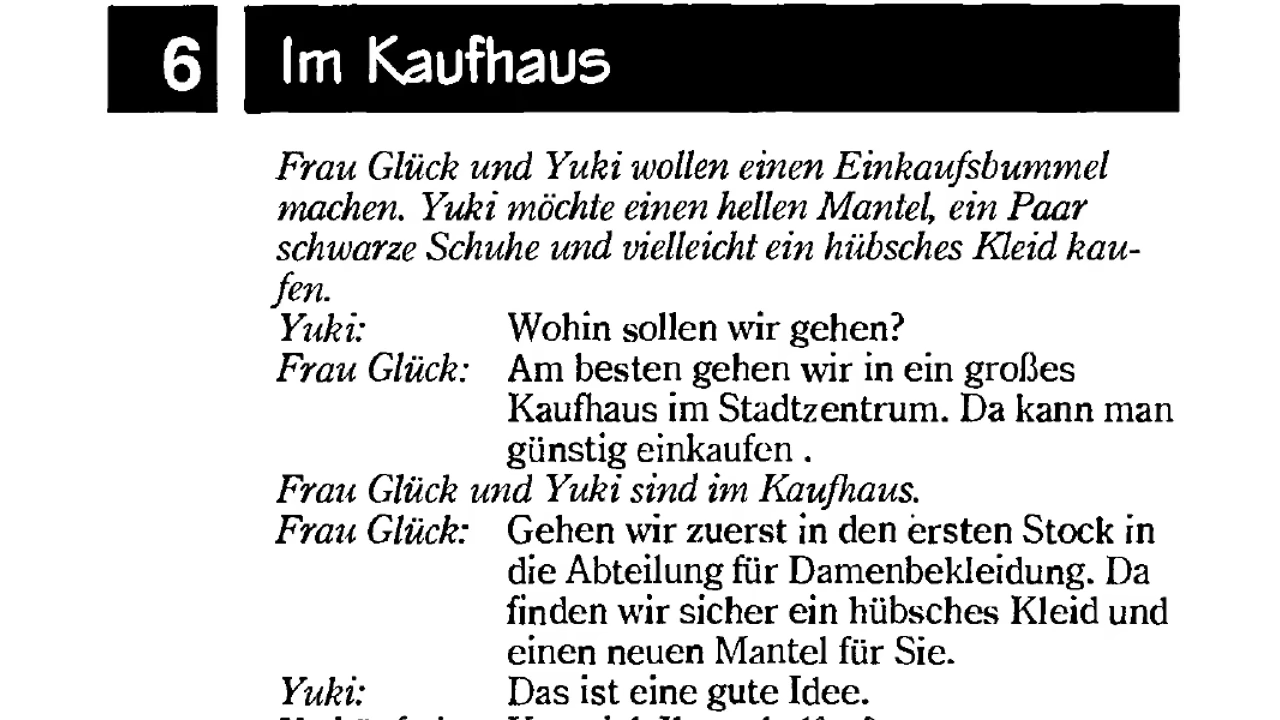 6 Im Kaufhaus
Frau Glück und Yuki wollen einen Einkaufsbummel
machen. Yuki möchte einen hellen Mantel, ein Paar
schwarze Schuhe und vielleicht ein hübsches Kleid kau-
fen.
Yuki: Wohin sollen wir gehen?
Frau Glück: Am besten gehen wir in ein großes
Kaufhaus im Stadtzentrum. Da kann man
günstig einkaufen .
Frau Glück und Yuki sind im Kaufhaus.
Frau Glück: Gehen wir zuerst in den ersten Stock in
die Abteilung für Damenbekleidung. Da
finden wir sicher ein hübsches Kleid und
einen neuen Mantel für Sie.
Yuki: Das ist eine gute Idee.